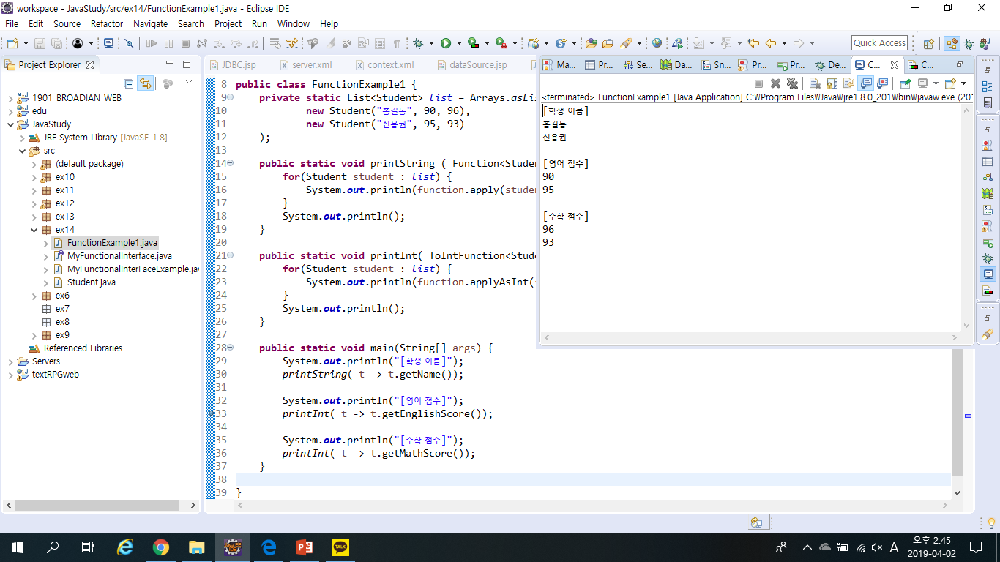 workspace - JavaStudy/src/ex14/FunctionExample1.java - Eclipse IDE
File Edit Source Refactor Navigate Search Project Run Window Help
Quick Access
Project Explorer
1901_BROADIAN_WEB
edu
JavaStudy
JRE System Library [JavaSE-1.8]
src
(default package)
ex10
ex11
ex12
ex13
ex14
FunctionExample1.java
MyFunctionalInterface.java
MyFunctionalInterFaceExample.jav
Student.java
ex6
ex7
ex8
ex9
Referenced Libraries
Servers
textRPGweb
JDBC.jsp server.xml context.xml dataSource.jsp
8 public class FunctionExample1 {
9 private static List<Student> list = Arrays.asLis
10 new Student("홍길동", 90, 96),
11 new Student("신용권", 95, 93)
12 );
13
14 public static void printString ( Function<Studen
15 for(Student student : list) {
16 System.out.println(function.apply(studen
17 }
18 System.out.println();
19 }
20
21 public static void printInt( ToIntFunction<Stude
22 for(Student student : list) {
23 System.out.println(function.applyAsInt(s
24 }
25 System.out.println();
26 }
27
28 public static void main(String[] args) {
29 System.out.println("[학생 이름]");
30 printString( t -> t.getName());
31
32 System.out.println("[영어 점수]");
33 printInt( t -> t.getEnglishScore());
34
35 System.out.println("[수학 점수]");
36 printInt( t -> t.getMathScore());
37 }
38
39 }
Ma... Pr... Se... Da... Sn... Pr... Pr... De... C... C...
<terminated> FunctionExample1 [Java Application] C:₩Program Files₩Java₩jre1.8.0_201₩bin₩javaw.exe (201
[학생 이름]
홍길동
신용권
[영어 점수]
90
95
[수학 점수]
96
93
JAVA EE
IDE
TALK
A
오후 2:45
2019-04-02